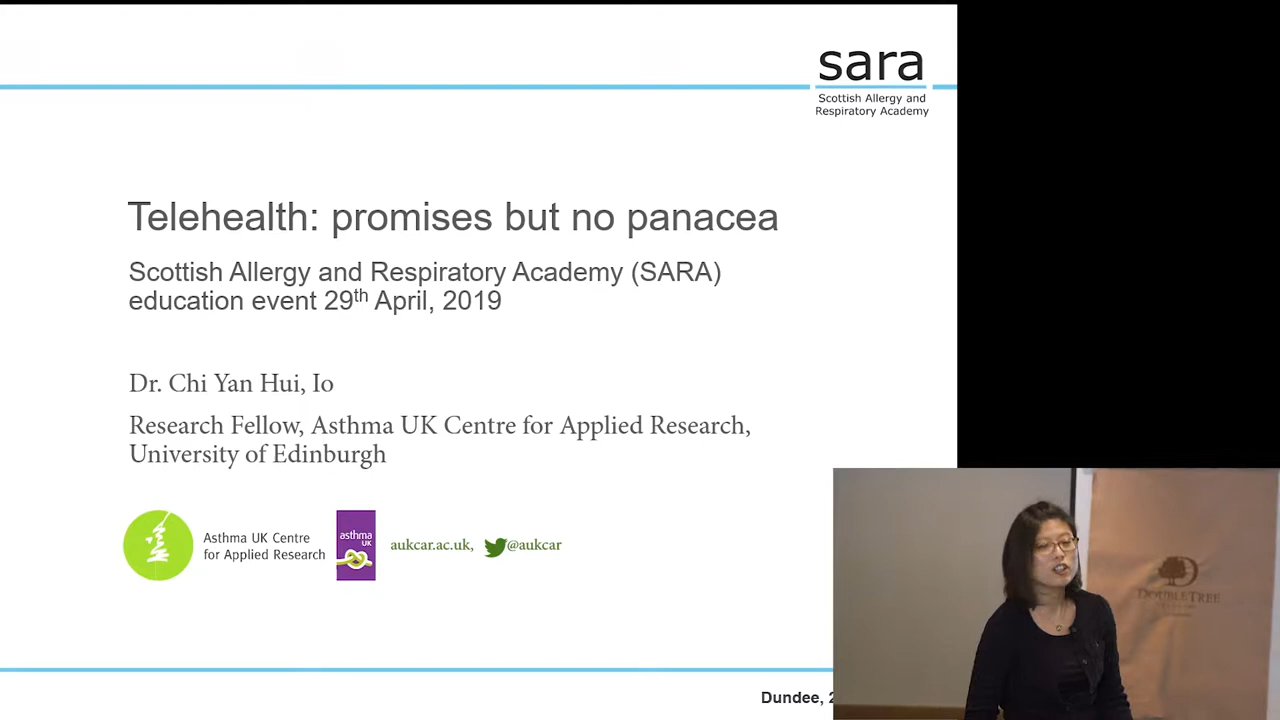 sara
Scottish Allergy and
Respiratory Academy
Telehealth: promises but no panacea
Scottish Allergy and Respiratory Academy (SARA)
education event 29th April, 2019
Dr. Chi Yan Hui, Io
Research Fellow, Asthma UK Centre for Applied Research,
University of Edinburgh
Asthma UK Centre
for Applied Research
asthma
UK
aukcar.ac.uk, @aukcar
DOUBLETREE
Dundee, 2